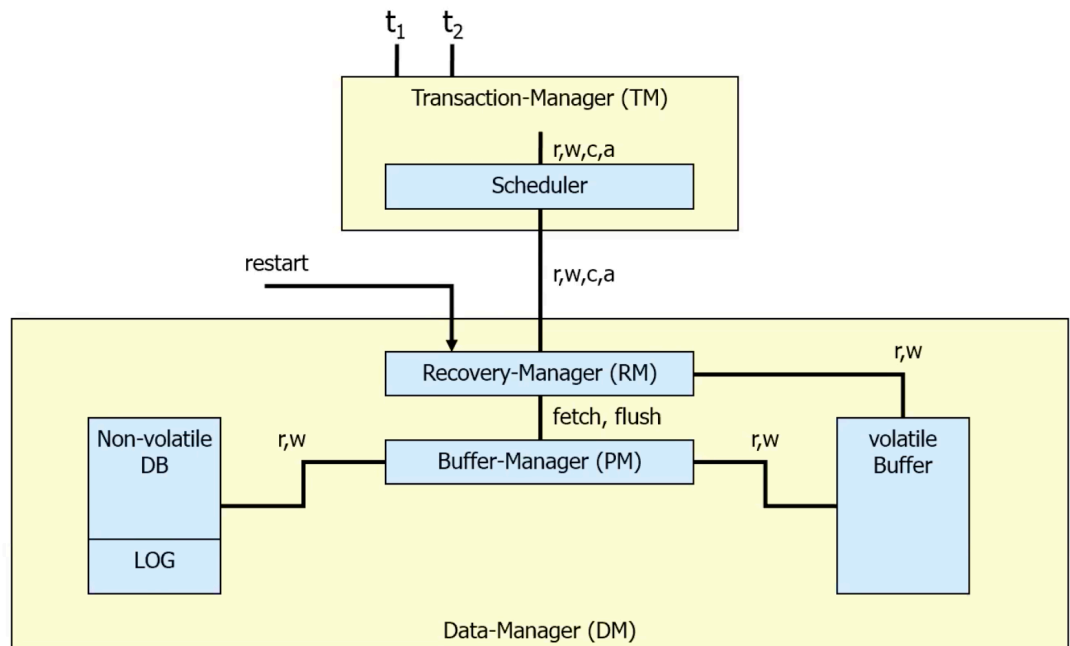 t₁ t₂
Transaction-Manager (TM)
r,w,c,a
Scheduler
restart
r,w,c,a
Recovery-Manager (RM)
r,w
fetch, flush
Non-volatile
DB
r,w
Buffer-Manager (PM)
r,w
volatile
Buffer
LOG
Data-Manager (DM)